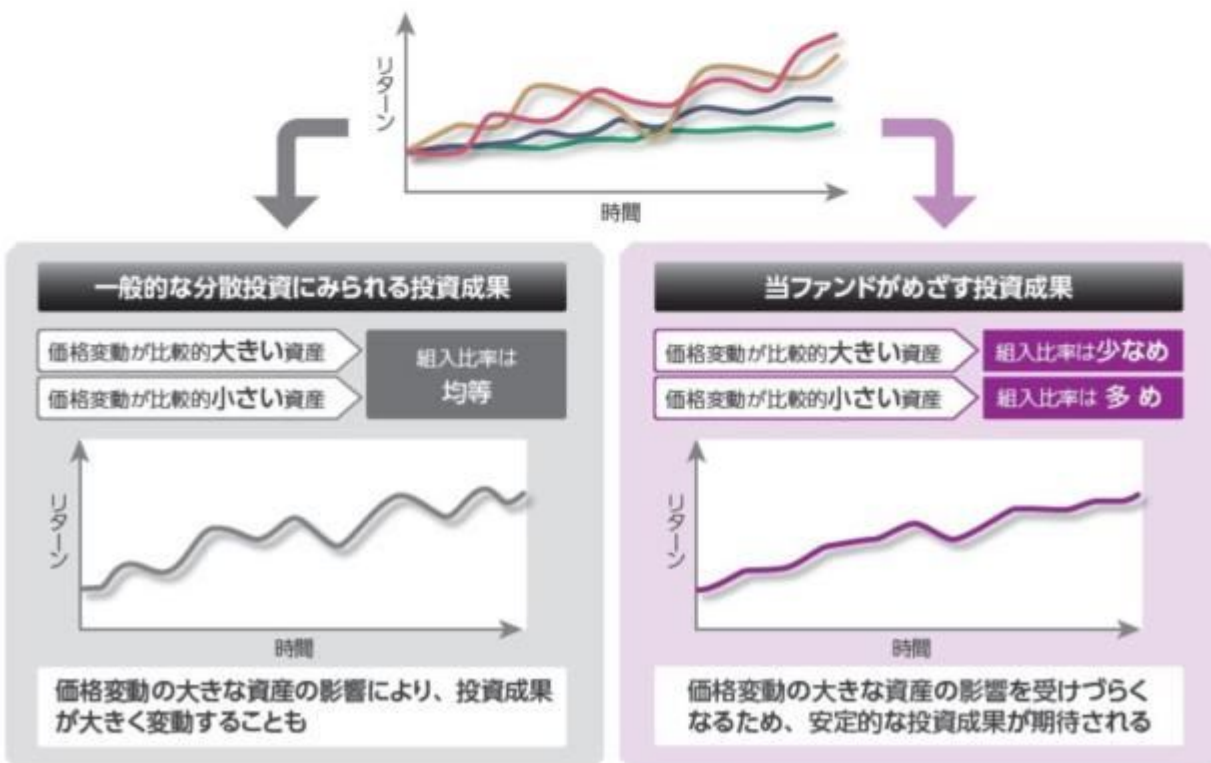 リターン
時間
一般的な分散投資にみられる投資成果
価格変動が比較的大きい資産
価格変動が比較的小さい資産
組入比率は
均等
リターン
時間
価格変動の大きな資産の影響により、投資成果
が大きく変動することも
当ファンドがめざす投資成果
価格変動が比較的大きい資産
組入比率は少なめ
価格変動が比較的小さい資産
組入比率は 多め
リターン
時間
価格変動の大きな資産の影響を受けづらく
なるため、安定的な投資成果が期待される